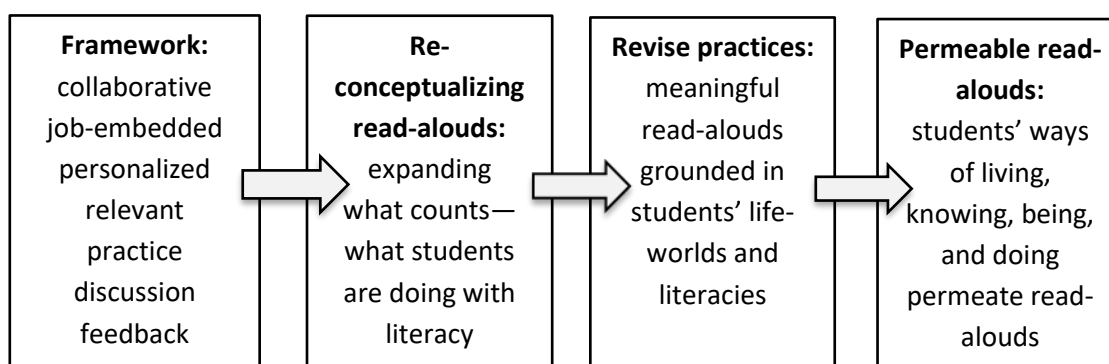 Framework:
collaborative
job-embedded
personalized
relevant
practice
discussion
feedback
Re-
conceptualizing
read-alouds:
expanding
what counts—
what students
are doing with
literacy
Revise practices:
meaningful
read-alouds
grounded in
students’ life-
worlds and
literacies
Permeable read-
alouds:
students’ ways
of living,
knowing, being,
and doing
permeate read-
alouds